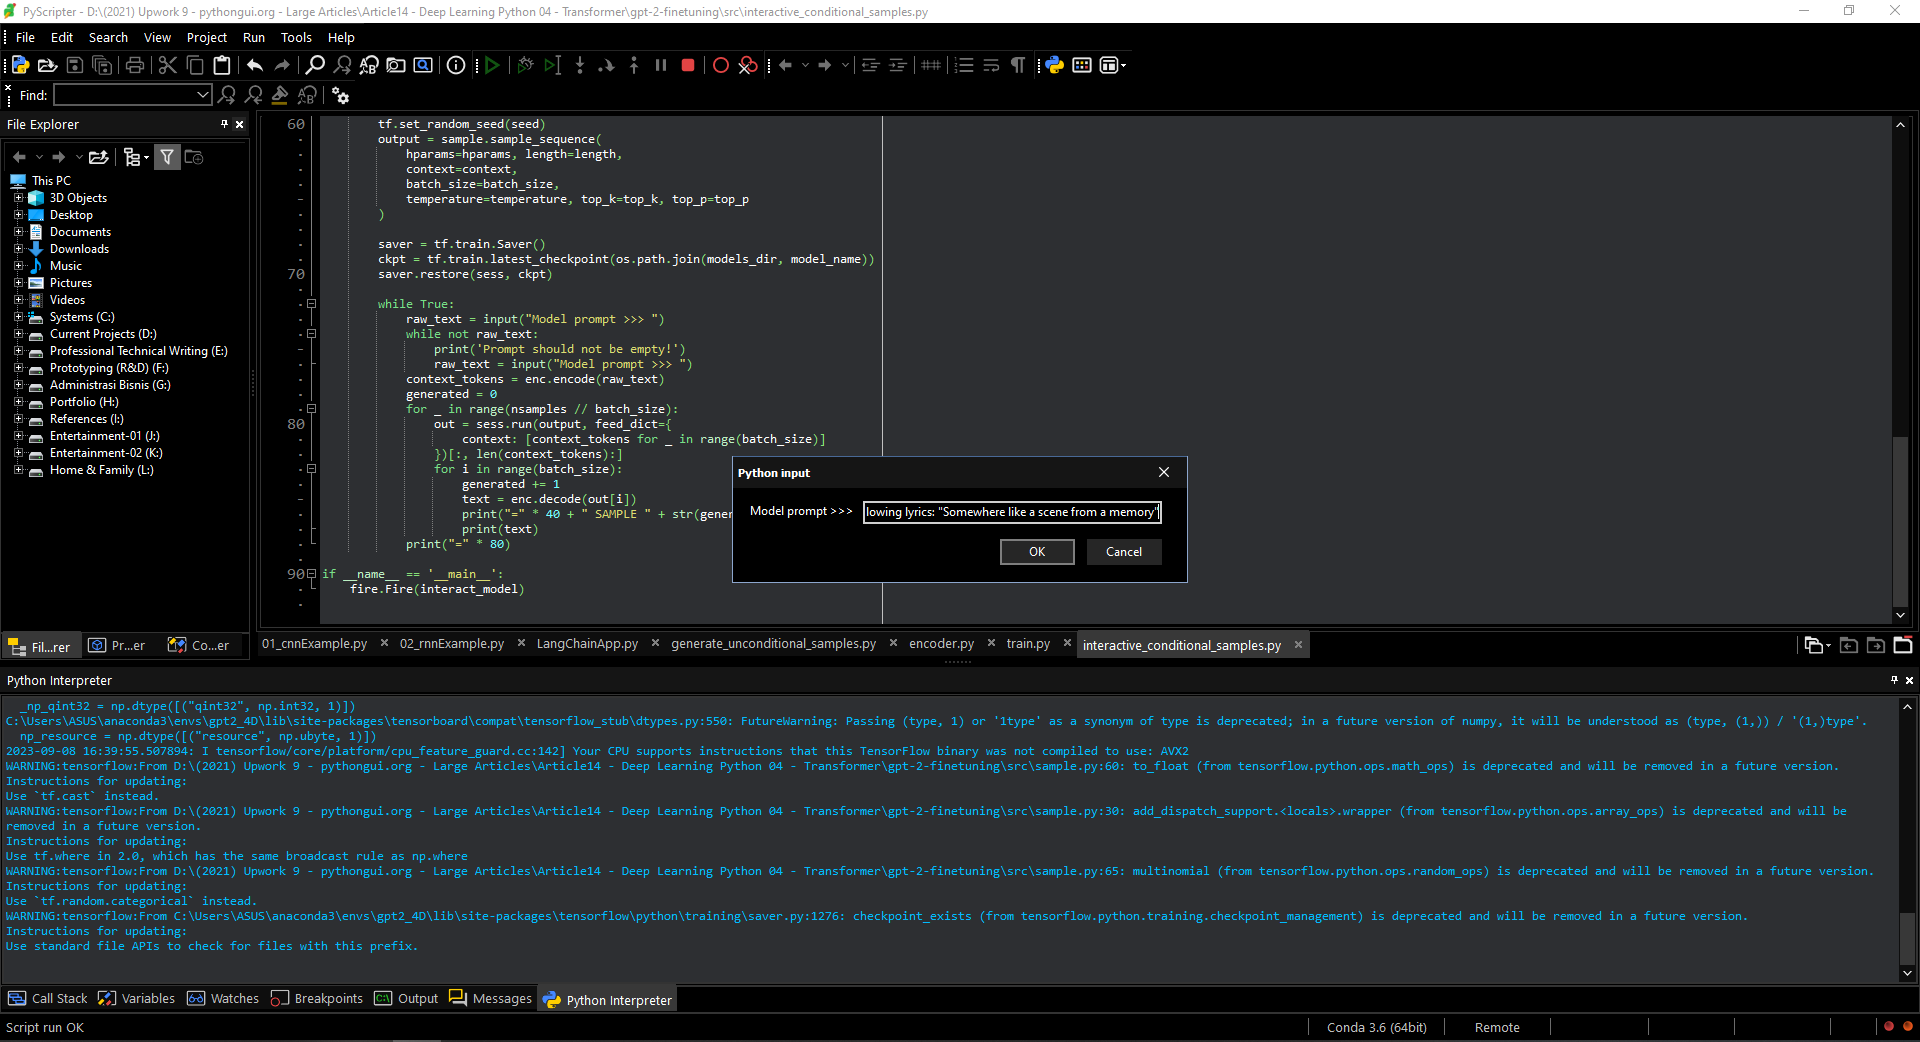 PyScripter - D:\(2021) Upwork 9 - pythongui.org - Large Articles\Article14 - Deep Learning Python 04 - Transformer\gpt-2-finetuning\src\interactive_conditional_samples.py
File Edit Search View Project Run Tools Help
Find:
File Explorer
This PC
3D Objects
Desktop
Documents
Downloads
Music
Pictures
Videos
Systems (C:)
Current Projects (D:)
Professional Technical Writing (E:)
Prototyping (R&D) (F:)
Administrasi Bisnis (G:)
Portfolio (H:)
References (I:)
Entertainment-01 (J:)
Entertainment-02 (K:)
Home & Family (L:)
Fil...rer Pr...er Co...er
60 tf.set_random_seed(seed)
output = sample.sample_sequence(
hparams=hparams, length=length,
context=context,
batch_size=batch_size,
temperature=temperature, top_k=top_k, top_p=top_p
)
saver = tf.train.Saver()
ckpt = tf.train.latest_checkpoint(os.path.join(models_dir, model_name))
70 saver.restore(sess, ckpt)
while True:
raw_text = input("Model prompt >>> ")
while not raw_text:
print('Prompt should not be empty!')
raw_text = input("Model prompt >>> ")
context_tokens = enc.encode(raw_text)
generated = 0
for _ in range(nsamples // batch_size):
80 out = sess.run(output, feed_dict={
context: [context_tokens for _ in range(batch_size)]
})[:, len(context_tokens):]
for i in range(batch_size):
generated += 1
text = enc.decode(out[i])
print("=" * 40 + " SAMPLE " + str(gener
print(text)
print("=" * 80)
90 if __name__ == '__main__':
fire.Fire(interact_model)
Python input
Model prompt >>> lowing lyrics: "Somewhere like a scene from a memory"
OK Cancel
01_cnnExample.py 02_rnnExample.py LangChainApp.py generate_unconditional_samples.py encoder.py train.py interactive_conditional_samples.py
Python Interpreter
_np_qint32 = np.dtype([("qint32", np.int32, 1)])
C:\Users\ASUS\anaconda3\envs\gpt2_4D\lib\site-packages\tensorboard\compat\tensorflow_stub\dtypes.py:550: FutureWarning: Passing (type, 1) or '1type' as a synonym of type is deprecated; in a future version of numpy, it will be understood as (type, (1,)) / '(1,)type'.
np_resource = np.dtype([("resource", np.ubyte, 1)])
2023-09-08 16:39:55.507894: I tensorflow/core/platform/cpu_feature_guard.cc:142] Your CPU supports instructions that this TensorFlow binary was not compiled to use: AVX2
WARNING:tensorflow:From D:\(2021) Upwork 9 - pythongui.org - Large Articles\Article14 - Deep Learning Python 04 - Transformer\gpt-2-finetuning\src\sample.py:60: to_float (from tensorflow.python.ops.math_ops) is deprecated and will be removed in a future version.
Instructions for updating:
Use `tf.cast` instead.
WARNING:tensorflow:From D:\(2021) Upwork 9 - pythongui.org - Large Articles\Article14 - Deep Learning Python 04 - Transformer\gpt-2-finetuning\src\sample.py:30: add_dispatch_support.<locals>.wrapper (from tensorflow.python.ops.array_ops) is deprecated and will be
removed in a future version.
Instructions for updating:
Use tf.where in 2.0, which has the same broadcast rule as np.where
WARNING:tensorflow:From D:\(2021) Upwork 9 - pythongui.org - Large Articles\Article14 - Deep Learning Python 04 - Transformer\gpt-2-finetuning\src\sample.py:65: multinomial (from tensorflow.python.ops.random_ops) is deprecated and will be removed in a future version.
Instructions for updating:
Use `tf.random.categorical` instead.
WARNING:tensorflow:From C:\Users\ASUS\anaconda3\envs\gpt2_4D\lib\site-packages\tensorflow\python\training\saver.py:1276: checkpoint_exists (from tensorflow.python.training.checkpoint_management) is deprecated and will be removed in a future version.
Instructions for updating:
Use standard file APIs to check for files with this prefix.
Call Stack Variables Watches Breakpoints Output Messages Python Interpreter
Script run OK Conda 3.6 (64bit) Remote